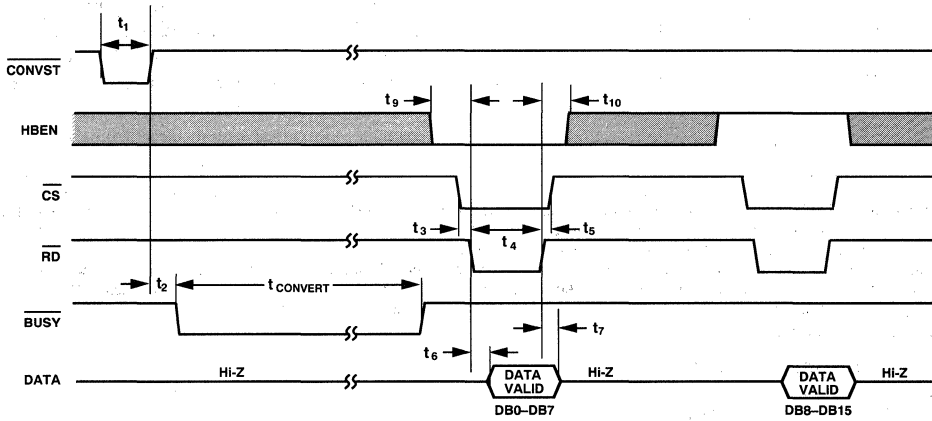 t1
CONVST
t9
t10
HBEN
CS
t3
t4
t5
RD
t2
t CONVERT
BUSY
t7
t6
DATA
Hi-Z
DATA VALID
Hi-Z
DATA VALID
Hi-Z
DB0–DB7
DB8–DB15